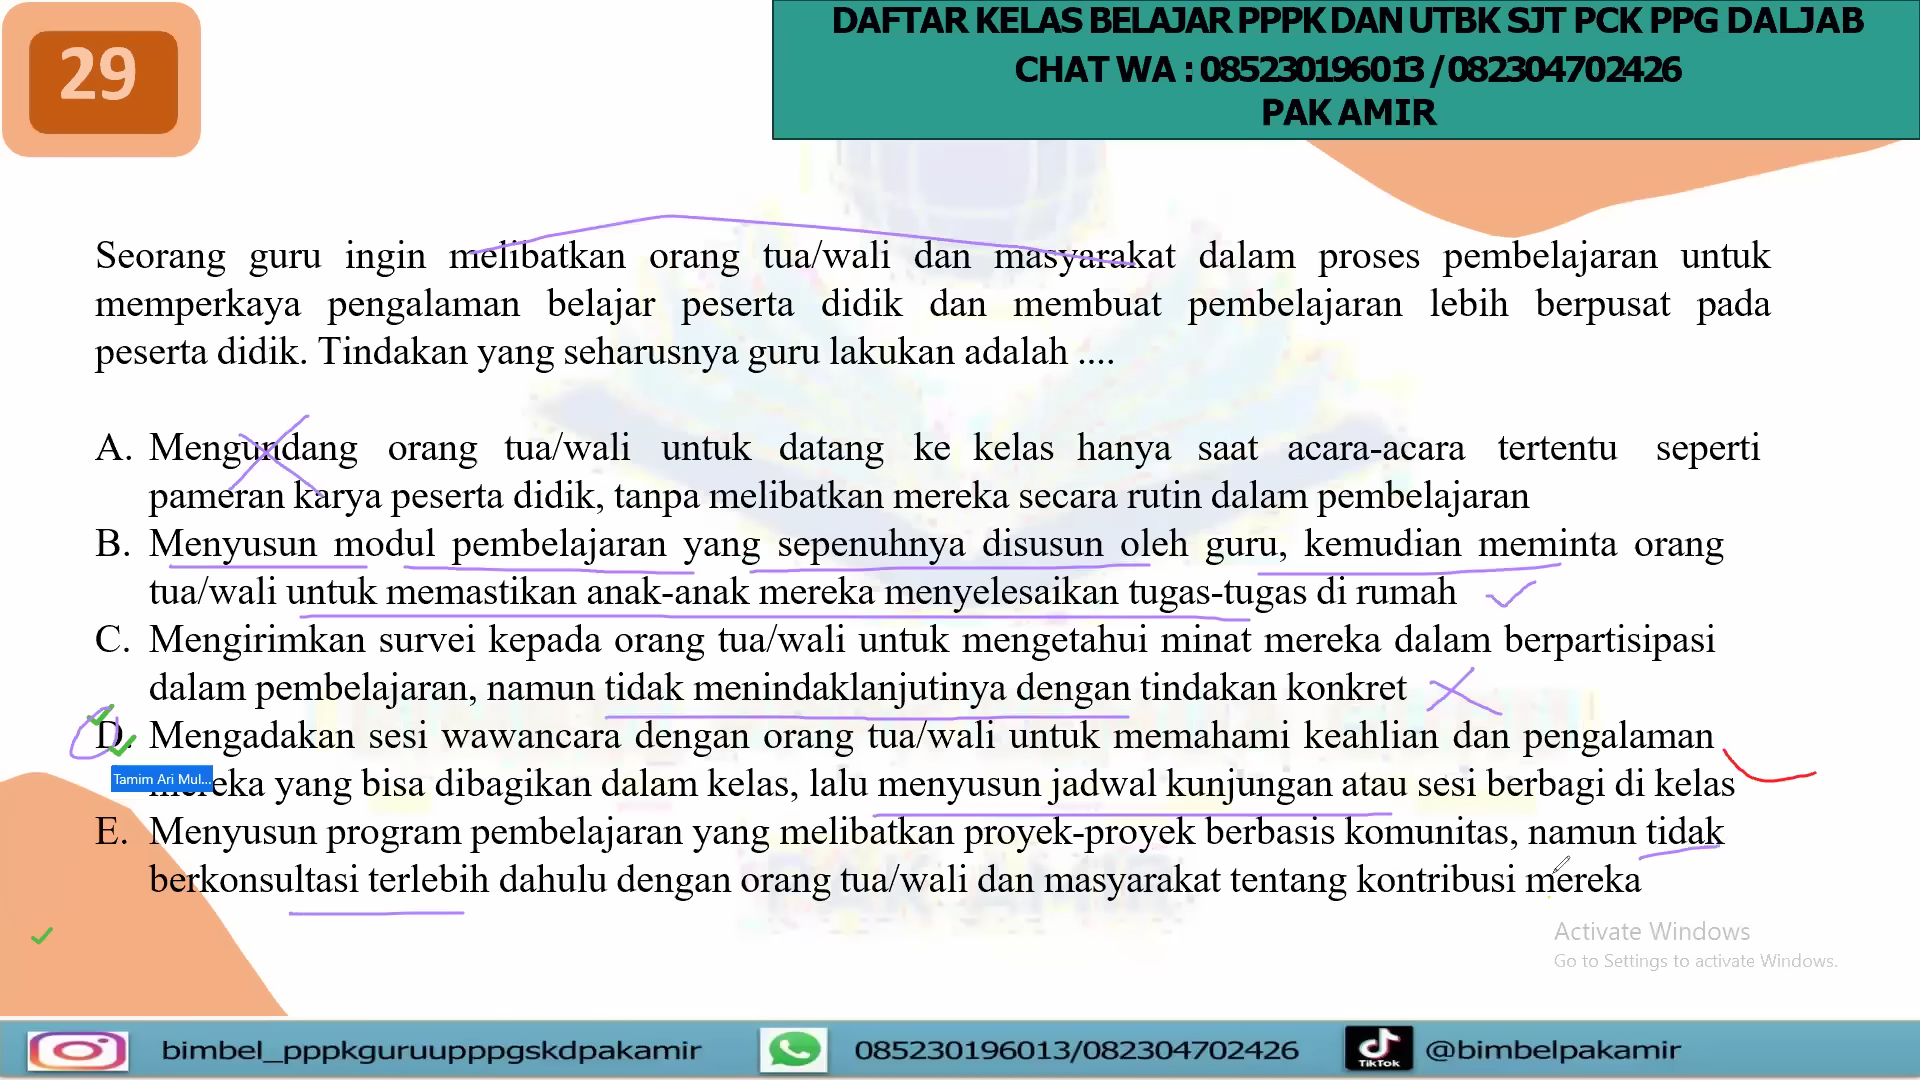 29
DAFTAR KELAS BELAJAR PPPK DAN UTBK SJT PCK PPG DALJAB
CHAT WA : 085230196013 / 082304702426
PAK AMIR
Seorang guru ingin melibatkan orang tua/wali dan masyarakat dalam proses pembelajaran untuk
memperkaya pengalaman belajar peserta didik dan membuat pembelajaran lebih berpusat pada
peserta didik. Tindakan yang seharusnya guru lakukan adalah ....
A. Mengundang orang tua/wali untuk datang ke kelas hanya saat acara-acara tertentu seperti
pameran karya peserta didik, tanpa melibatkan mereka secara rutin dalam pembelajaran
B. Menyusun modul pembelajaran yang sepenuhnya disusun oleh guru, kemudian meminta orang
tua/wali untuk memastikan anak-anak mereka menyelesaikan tugas-tugas di rumah
C. Mengirimkan survei kepada orang tua/wali untuk mengetahui minat mereka dalam berpartisipasi
dalam pembelajaran, namun tidak menindaklanjutinya dengan tindakan konkret
D. Mengadakan sesi wawancara dengan orang tua/wali untuk memahami keahlian dan pengalaman
Tamim Ari Mul...
mereka yang bisa dibagikan dalam kelas, lalu menyusun jadwal kunjungan atau sesi berbagi di kelas
E. Menyusun program pembelajaran yang melibatkan proyek-proyek berbasis komunitas, namun tidak
berkonsultasi terlebih dahulu dengan orang tua/wali dan masyarakat tentang kontribusi mereka
PAK AMIR
Activate Windows
Go to Settings to activate Windows.
bimbel_pppkguruupppgskdpakamir
085230196013/082304702426
TikTok
@bimbelpakamir